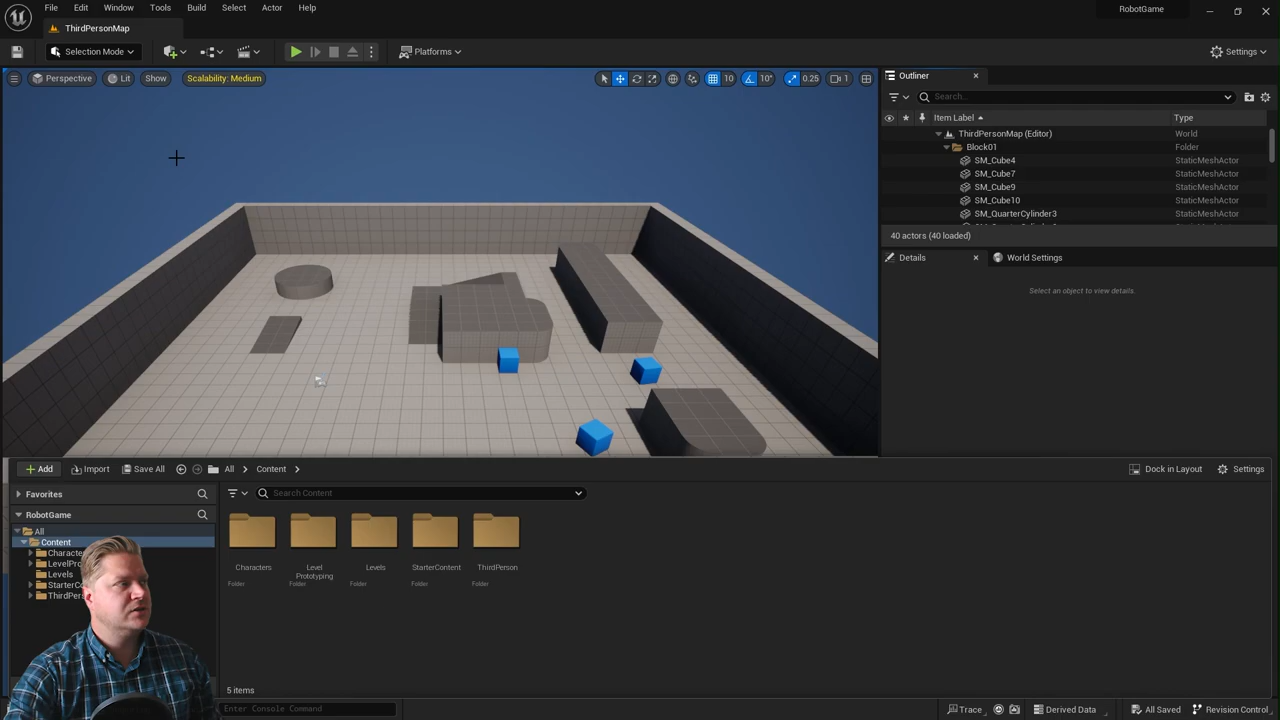 File Edit Window Tools Build Select Actor Help
RobotGame
ThirdPersonMap
Selection Mode
Platforms
Settings
Perspective
Lit
Show
Scalability: Medium
10
10°
0.25
1
Outliner
Search...
Item Label
Type
ThirdPersonMap (Editor) World
Block01 Folder
SM_Cube4 StaticMeshActor
SM_Cube7 StaticMeshActor
SM_Cube9 StaticMeshActor
SM_Cube10 StaticMeshActor
SM_QuarterCylinder3 StaticMeshActor
40 actors (40 loaded)
Details
World Settings
Select an object to view details.
Add
Import
Save All
All
Content
Dock in Layout
Settings
Favorites
Search Content
RobotGame
All
Content
Levels
Characters
Folder
Level
Prototyping
Folder
Levels
Folder
StarterContent
Folder
ThirdPerson
Folder
5 items
Enter Console Command
Trace
Derived Data
All Saved
Revision Control